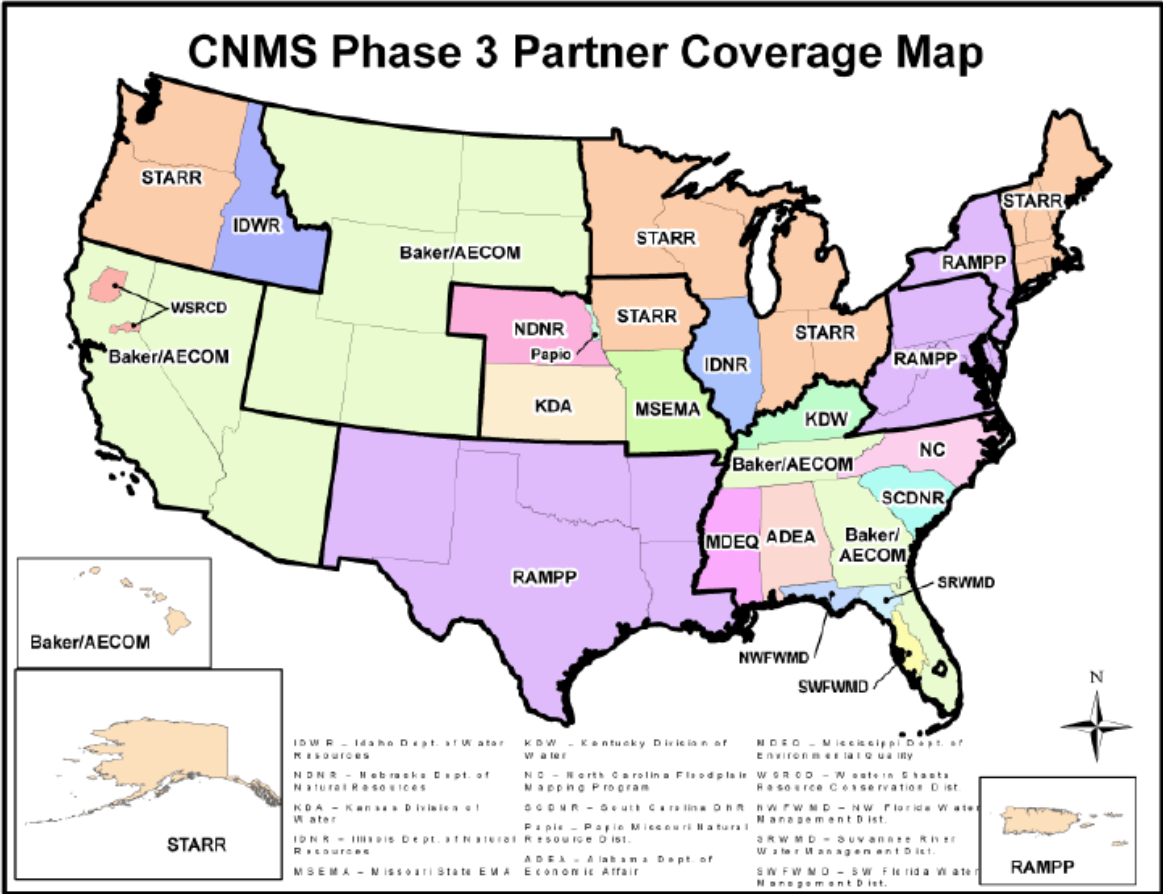 CNMS Phase 3 Partner Coverage Map
STARR
IDWR
Baker/AECOM
STARR
STARR
RAMPP
WSRCD
Baker/AECOM
NDNR
Papio
STARR
IDNR
STARR
RAMPP
KDA
MSEMA
KDW
Baker/AECOM
NC
SCDNR
MDEQ
ADEA
Baker/
AECOM
RAMPP
SRWMD
NWFWMD
SWFWMD
Baker/AECOM
STARR
N
RAMPP
IDWR – Idaho Dept. of Water
Resources
NDNR – Nebraska Dept. of
Natural Resources
KDA – Kansas Division of
Water
IDNR – Illinois Dept. of Natural
Resources
MSEMA – Missouri State EMA
KDW – Kentucky Division of
Water
NC – North Carolina Floodplain
Mapping Program
SCDNR – South Carolina DNR
Papio – Papio Missouri Natural
Resource Dist.
ADEA – Alabama Dept. of
Economic Affair
MDEQ – Mississippi Dept. of
Environmental Quality
WSRCD – Western Shasta
Resource Conservation Dist.
NWFWMD – NW Florida Water
Management Dist.
SRWMD – Suwannee River
Water Management Dist.
SWFWMD – SW Florida Water
Management Dist.